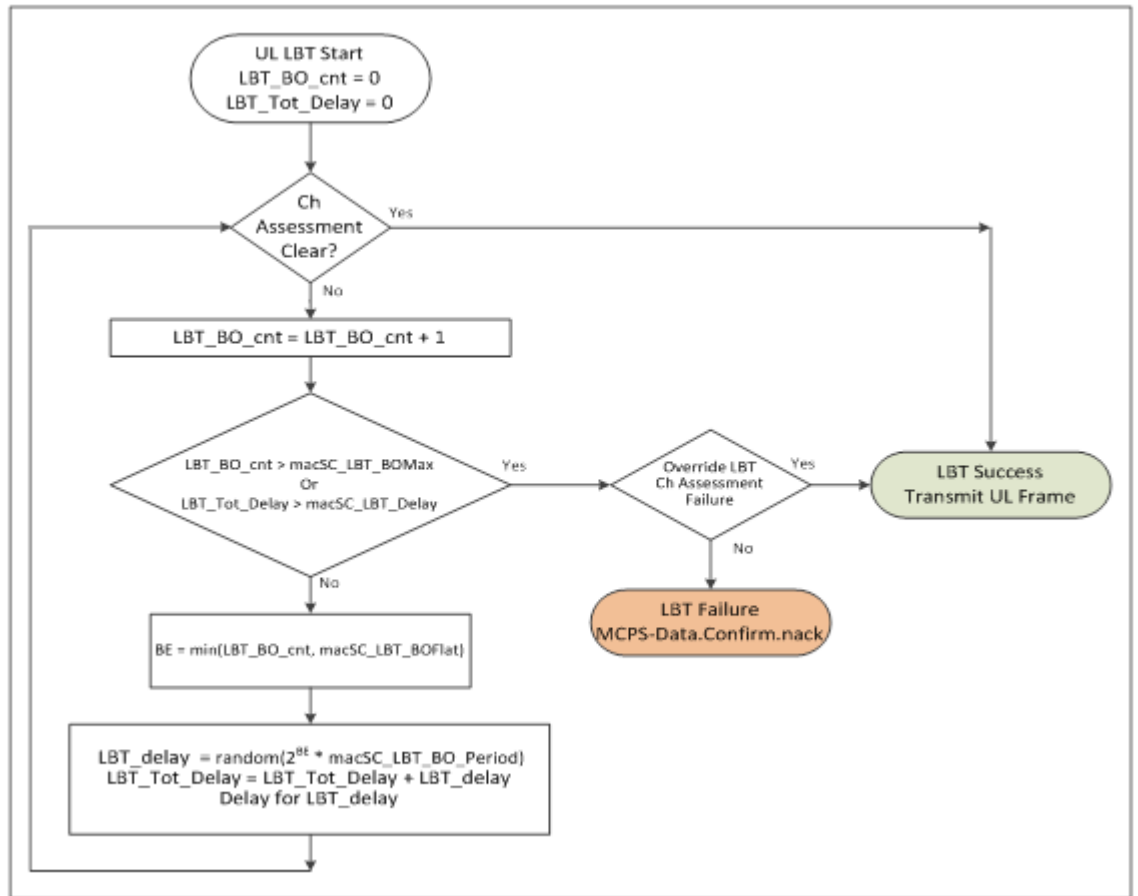 UL LBT Start
LBT_BO_cnt = 0
LBT_Tot_Delay = 0
Ch
Assessment
Clear?
Yes
No
LBT_BO_cnt = LBT_BO_cnt + 1
LBT_BO_cnt > macSC_LBT_BOMax
Or
LBT_Tot_Delay > macSC_LBT_Delay
Yes
Override LBT
Ch Assessment
Failure
Yes
LBT Success
Transmit UL Frame
No
LBT Failure
MCPS-Data.Confirm.nack
No
BE = min(LBT_BO_cnt, macSC_LBT_BOFlat)
LBT_delay = random(2^BE * macSC_LBT_BO_Period)
LBT_Tot_Delay = LBT_Tot_Delay + LBT_delay
Delay for LBT_delay